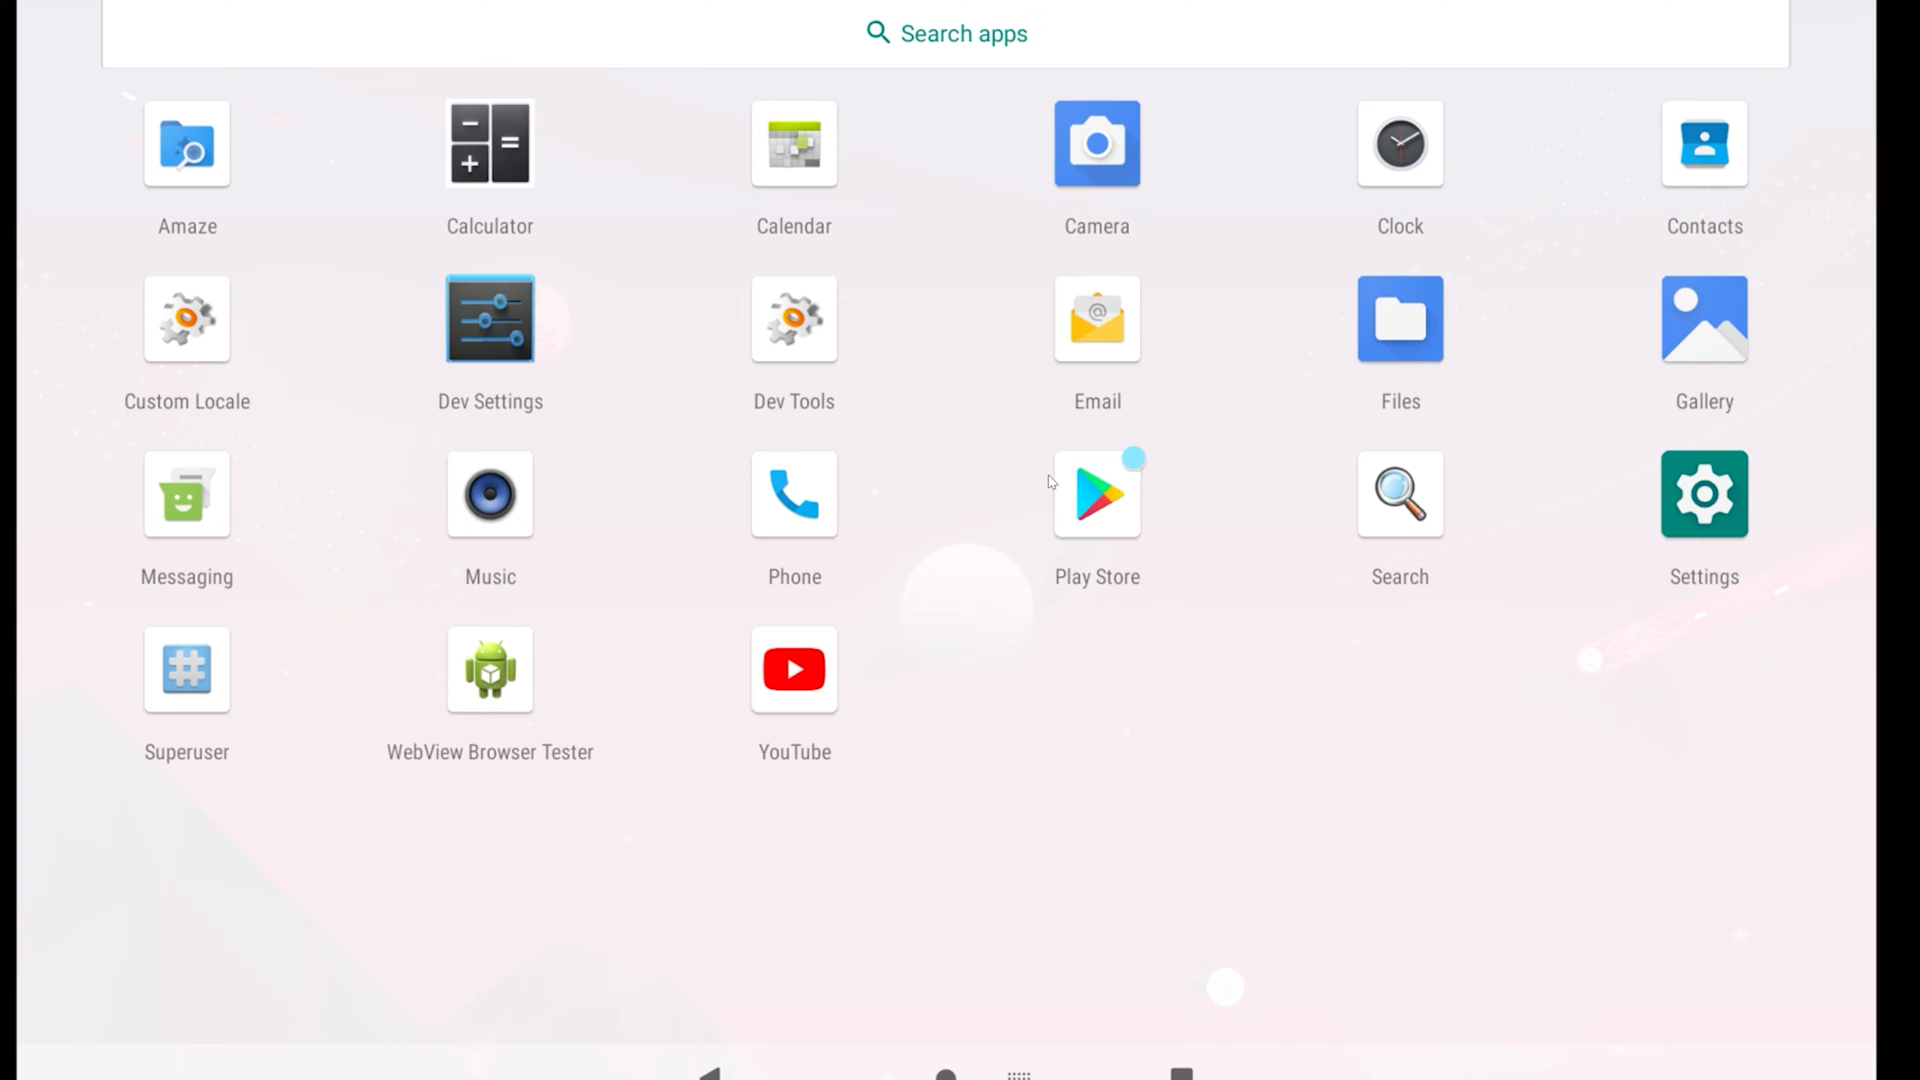 Search apps
Amaze
Calculator
Calendar
Camera
Clock
Contacts
Custom Locale
Dev Settings
Dev Tools
Email
Files
Gallery
Messaging
Music
Phone
Play Store
Search
Settings
Superuser
WebView Browser Tester
YouTube